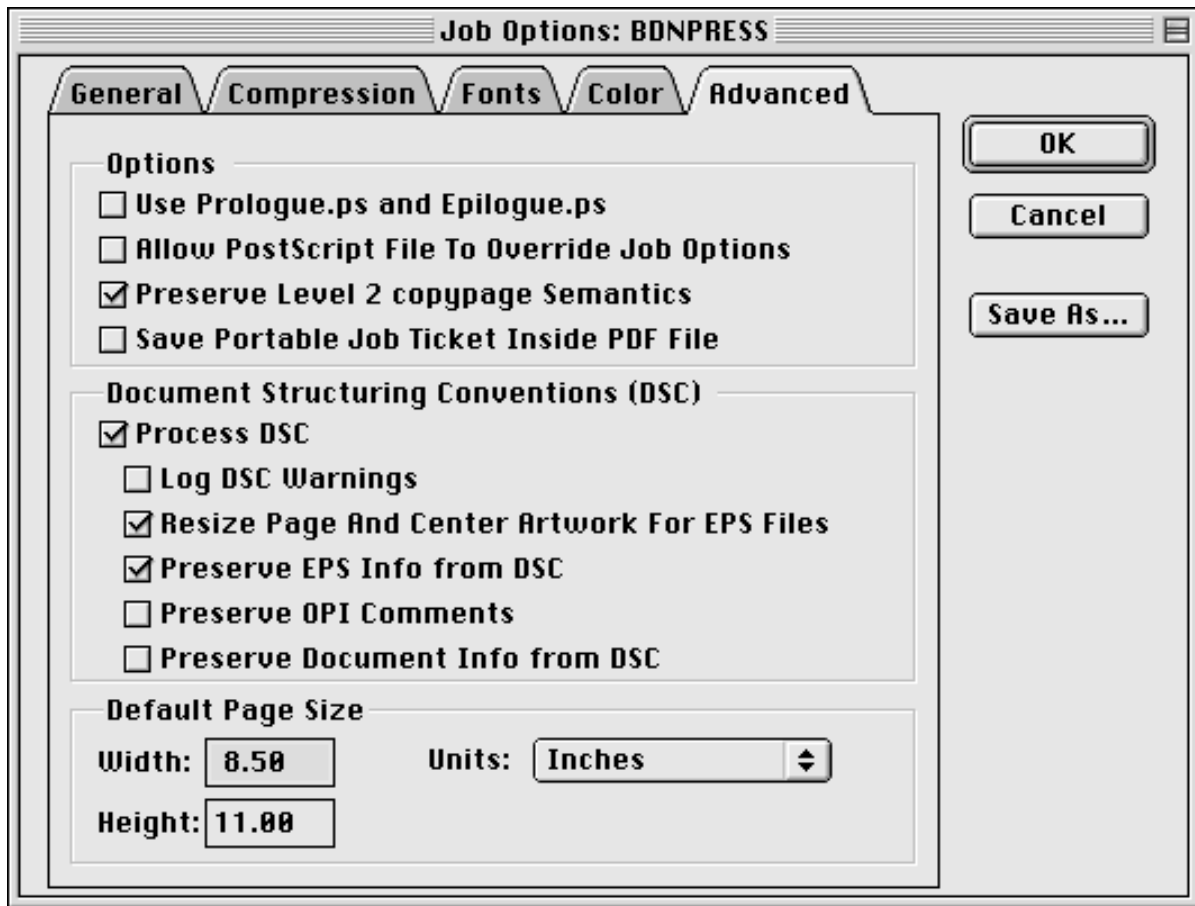 Job Options: BDNPRESS
General Compression Fonts Color Advanced
OK
Cancel
Save As...
Options
Use Prologue.ps and Epilogue.ps
Allow PostScript File To Override Job Options
Preserve Level 2 copypage Semantics
Save Portable Job Ticket Inside PDF File
Document Structuring Conventions (DSC)
Process DSC
Log DSC Warnings
Resize Page And Center Artwork For EPS Files
Preserve EPS Info from DSC
Preserve OPI Comments
Preserve Document Info from DSC
Default Page Size
Width: 8.50 Units: Inches
Height: 11.00